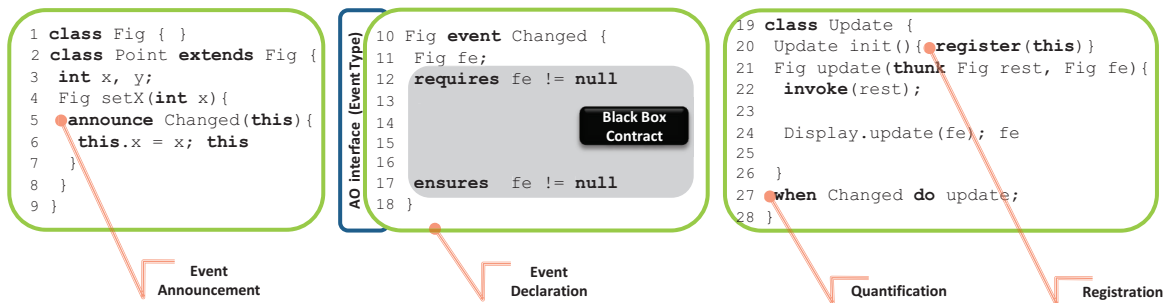 1 class Fig { }
2 class Point extends Fig {
3 int x, y;
4 Fig setX(int x){
5 announce Changed(this){
6 this.x = x; this
7 }
8 }
9 }
Event
Announcement
AO interface (Event Type)
10 Fig event Changed {
11 Fig fe;
12 requires fe != null
13
14
15
16
17 ensures fe != null
18 }
Black Box
Contract
Event
Declaration
19 class Update {
20 Update init(){ register(this)}
21 Fig update(thunk Fig rest, Fig fe){
22 invoke(rest);
23
24 Display.update(fe); fe
25
26 }
27 when Changed do update;
28 }
Quantification
Registration